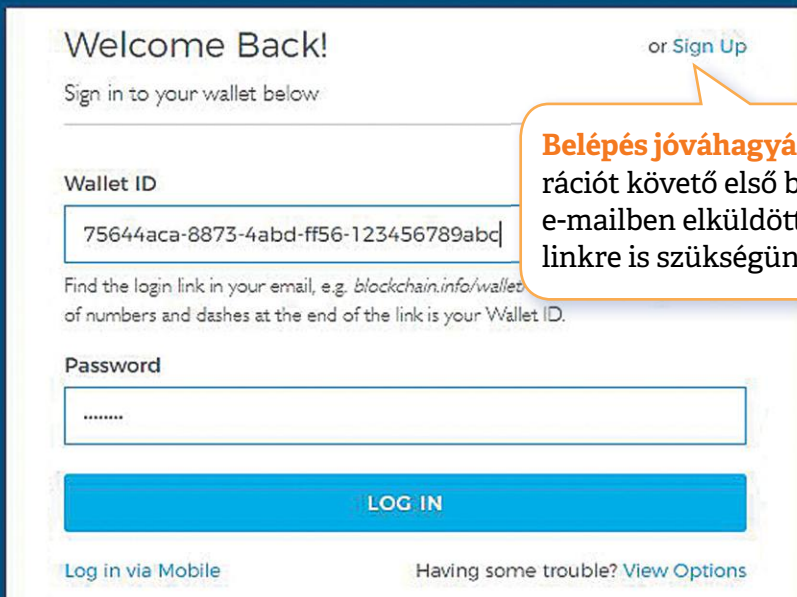 Welcome Back!
or Sign Up
Sign in to your wallet below
Belépés jóváhagyá
rációt követő első b
e-mailben elküldött
linkre is szükségün
Wallet ID
75644aca-8873-4abd-ff56-123456789abc
Find the login link in your email, e.g. blockchain.info/wallet
of numbers and dashes at the end of the link is your Wallet ID.
Password
........
LOG IN
Log in via Mobile
Having some trouble? View Options